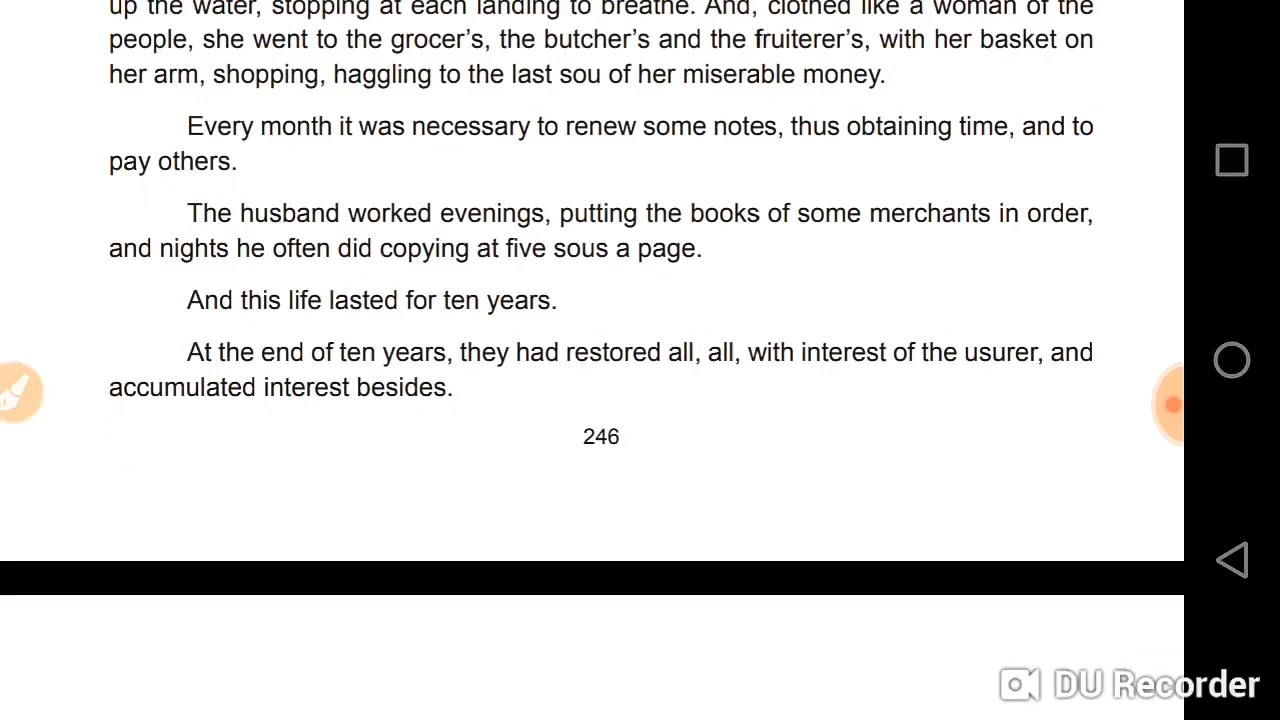 up the water, stopping at each landing to breathe. And, clothed like a woman of the
people, she went to the grocer's, the butcher's and the fruiterer's, with her basket on
her arm, shopping, haggling to the last sou of her miserable money.
Every month it was necessary to renew some notes, thus obtaining time, and to
pay others.
The husband worked evenings, putting the books of some merchants in order,
and nights he often did copying at five sous a page.
And this life lasted for ten years.
At the end of ten years, they had restored all, all, with interest of the usurer, and
accumulated interest besides.
246
DU Recorder